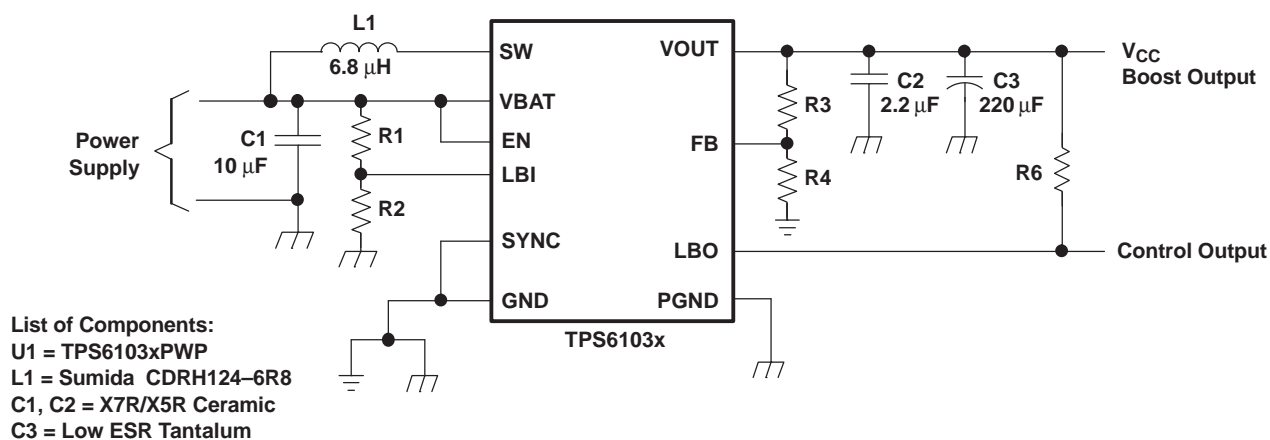 L1
6.8 μH
SW
VOUT
VCC
Boost Output
C2
2.2 μF
C3
220 μF
VBAT
R3
Power
Supply
C1
10 μF
R1
EN
FB
LBI
R4
R6
R2
SYNC
LBO
Control Output
GND
PGND
TPS6103x
List of Components:
U1 = TPS6103xPWP
L1 = Sumida CDRH124–6R8
C1, C2 = X7R/X5R Ceramic
C3 = Low ESR Tantalum